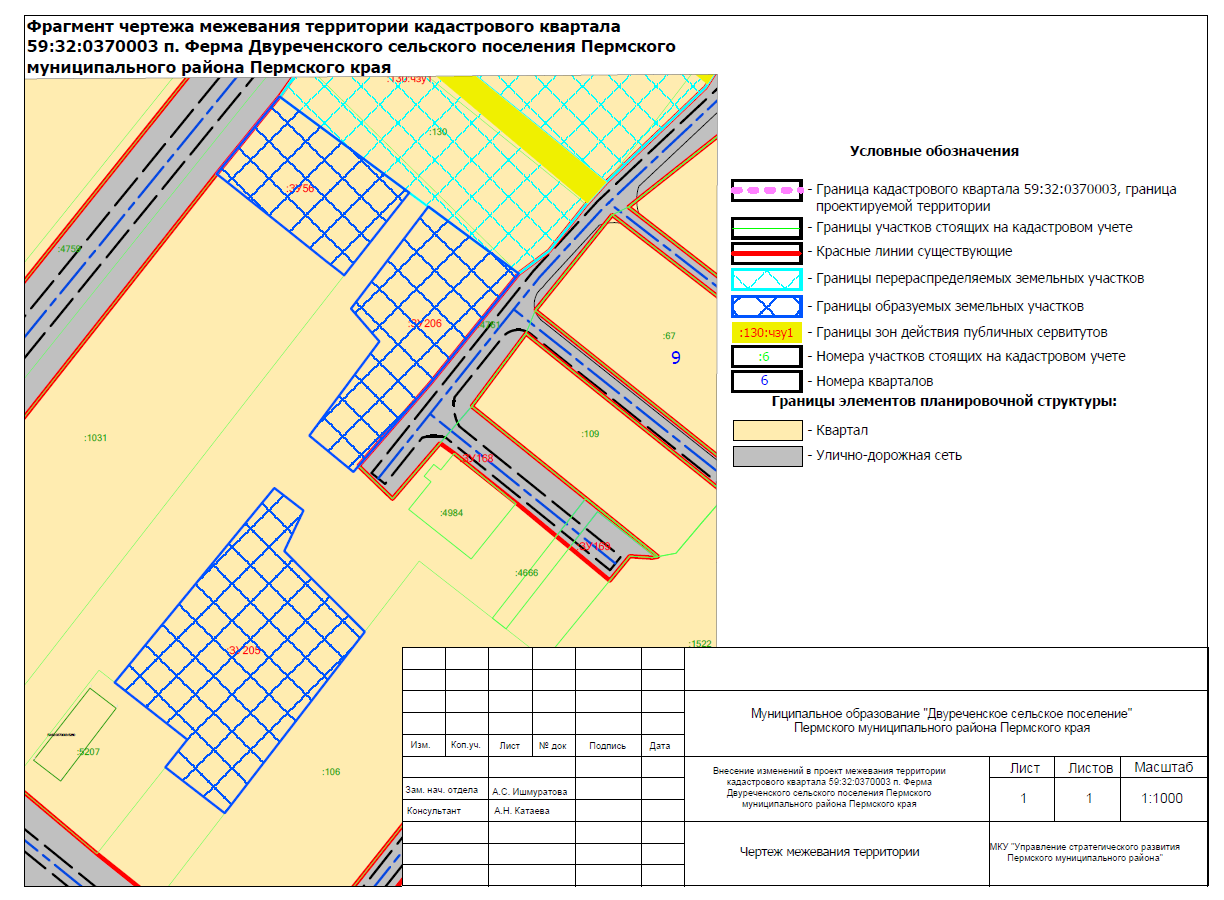 Фрагмент чертежа межевания территории кадастрового квартала
59:32:0370003 п. Ферма Двуреченского сельского поселения Пермского
муниципального района Пермского края
:130:чзу1
:130
:ЗУ56
:4755
:ЗУ206
:4761
:67
9
:1031
:109
:ЗУ168
:4984
:ЗУ169
:4666
:1522
:ЗУ205
:5207
:106
Условные обозначения
- Граница кадастрового квартала 59:32:0370003, граница
проектируемой территории
- Границы участков стоящих на кадастровом учете
- Красные линии существующие
- Границы перераспределяемых земельных участков
- Границы образуемых земельных участков
:130:чзу1 - Границы зон действия публичных сервитутов
:6 - Номера участков стоящих на кадастровом учете
6 - Номера кварталов
Границы элементов планировочной структуры:
- Квартал
- Улично-дорожная сеть
Муниципальное образование "Двуреченское сельское поселение"
Пермского муниципального района Пермского края
Изм. Кол.уч. Лист № док Подпись Дата
Зам. нач. отдела А.С. Ишмуратова
Консультант А.Н. Катаева
Внесение изменений в проект межевания территории
кадастрового квартала 59:32:0370003 п. Ферма
Двуреченского сельского поселения Пермского
муниципального района Пермского края
Лист Листов Масштаб
1 1 1:1000
Чертеж межевания территории
МКУ "Управление стратегического развития
Пермского муниципального района"